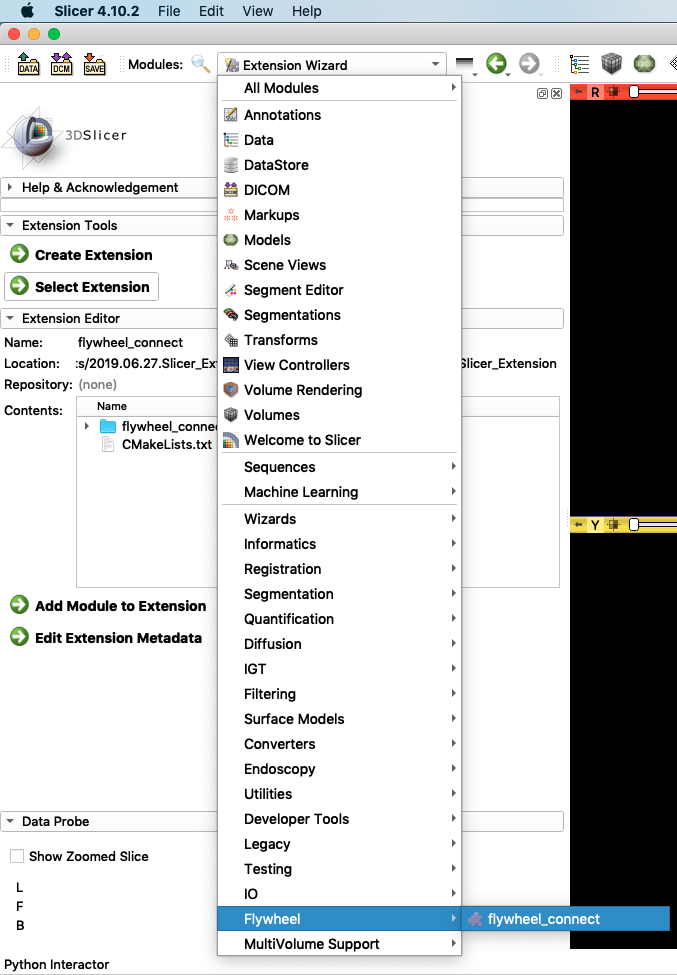 Slicer 4.10.2 File Edit View Help
DATA DCM SAVE Modules: Extension Wizard
All Modules
R
3DSlicer
Annotations
Data
DataStore
DICOM
Help & Acknowledgement
Markups
Extension Tools
Models
Create Extension
Scene Views
Select Extension
Segment Editor
Extension Editor
Segmentations
Name: flywheel_connect
Transforms
Location: :s/2019.06.27.Slicer_Ext
View Controllers
Slicer_Extension
Repository: (none)
Volume Rendering
Contents: Name
Volumes
flywheel_connec
Welcome to Slicer
CMakeLists.txt
Sequences
Machine Learning
Wizards
Y
Informatics
Registration
Segmentation
Add Module to Extension
Quantification
Edit Extension Metadata
Diffusion
IGT
Filtering
Surface Models
Converters
Endoscopy
Utilities
Data Probe
Developer Tools
Show Zoomed Slice
Legacy
Testing
L
IO
F
Flywheel
flywheel_connect
B
MultiVolume Support
Python Interactor